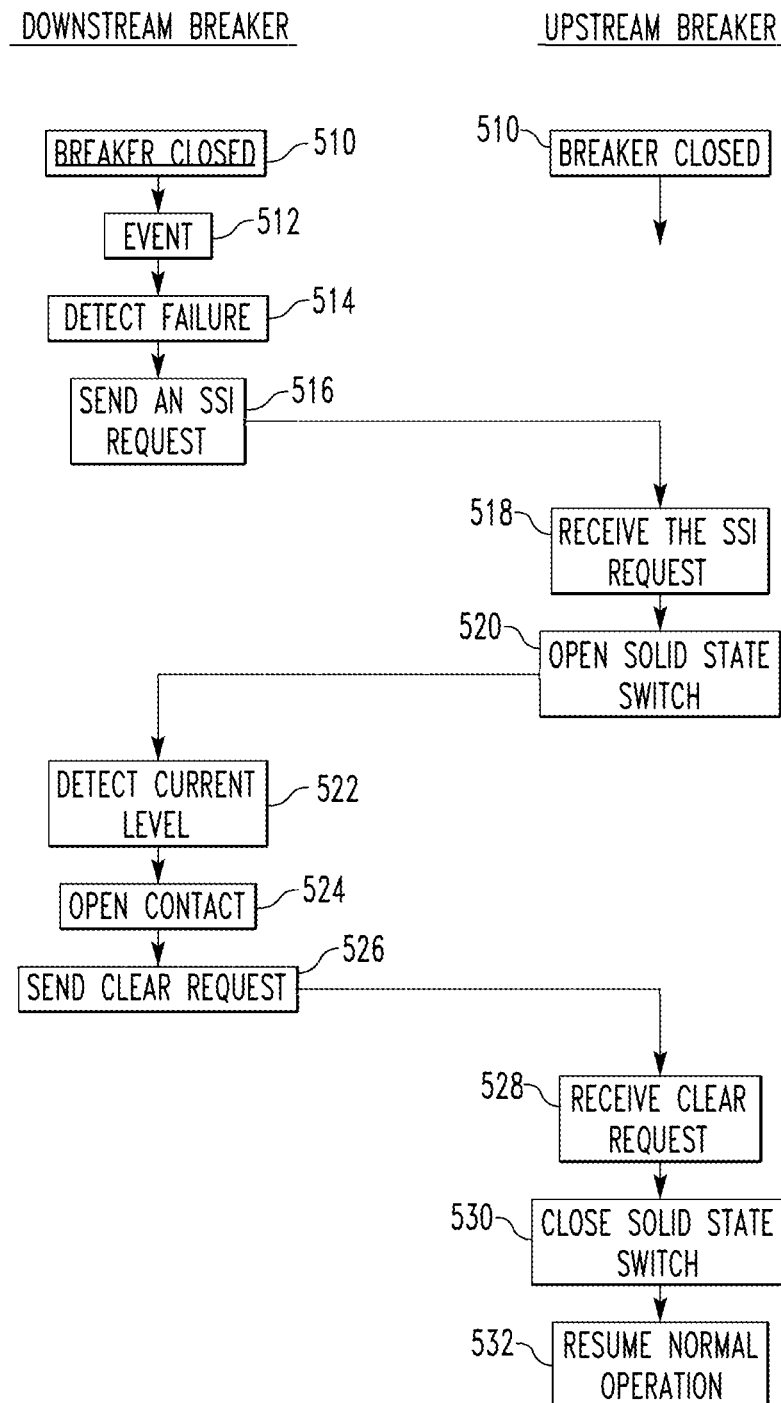 DOWNSTREAM BREAKER
UPSTREAM BREAKER
BREAKER CLOSED
510
510
BREAKER CLOSED
EVENT
512
DETECT FAILURE
514
SEND AN SSI
REQUEST
516
518
RECEIVE THE SSI
REQUEST
520
OPEN SOLID STATE
SWITCH
DETECT CURRENT
LEVEL
522
OPEN CONTACT
524
SEND CLEAR REQUEST
526
528
RECEIVE CLEAR
REQUEST
530
CLOSE SOLID STATE
SWITCH
532
RESUME NORMAL
OPERATION